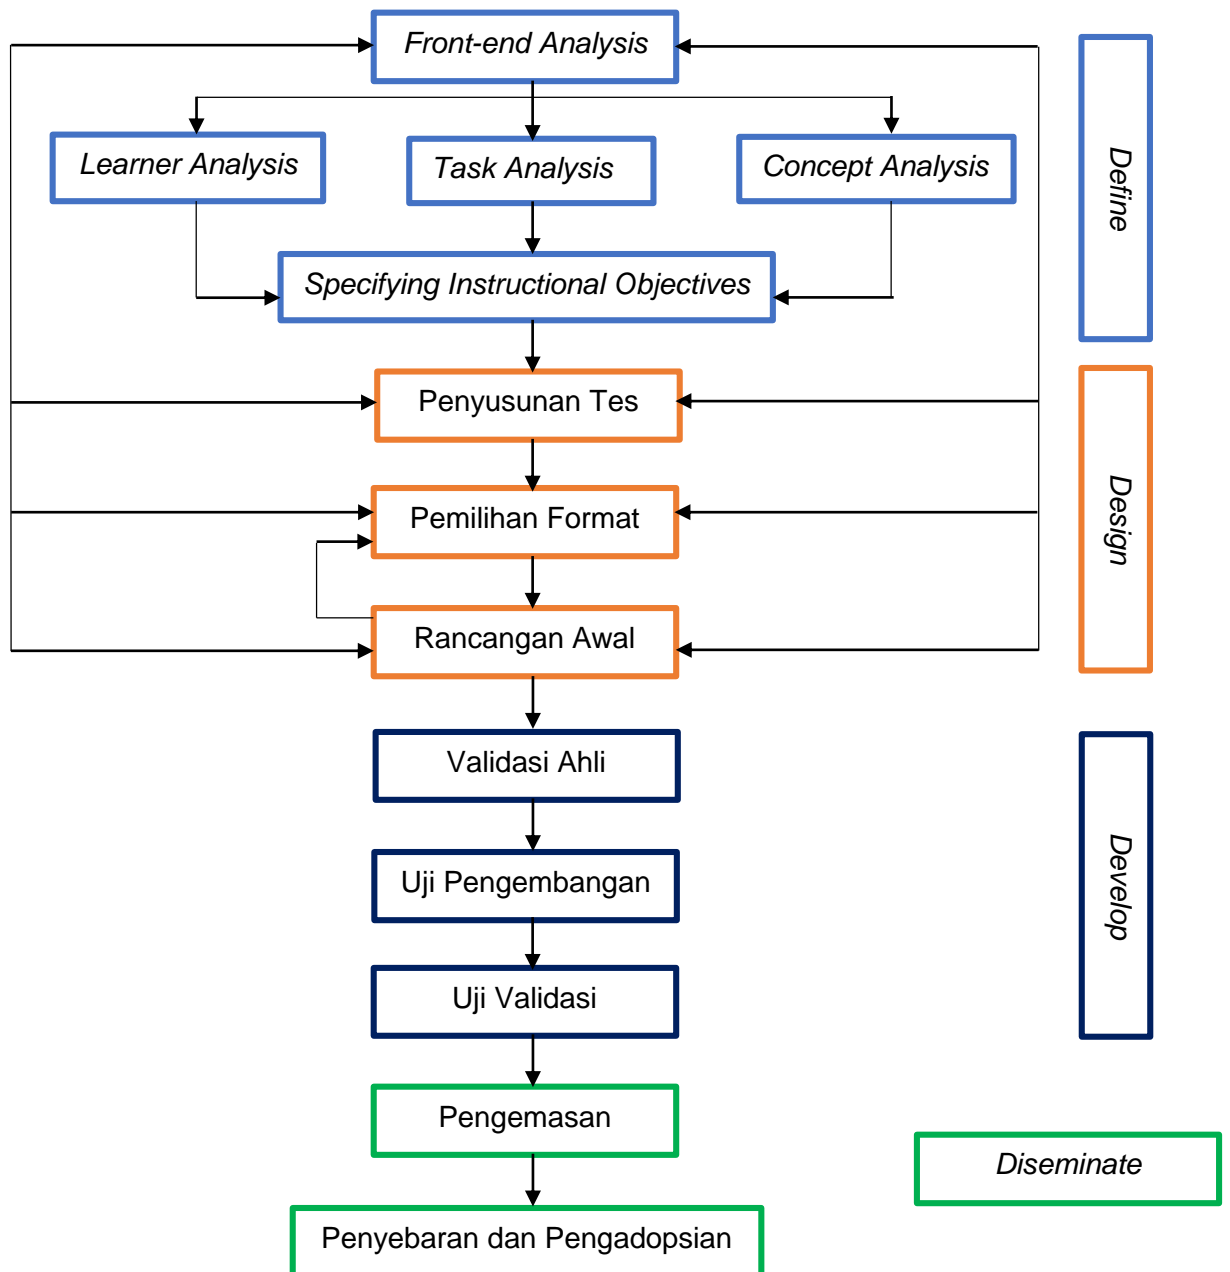 Front-end Analysis
Learner Analysis
Task Analysis
Concept Analysis
Specifying Instructional Objectives
Define
Penyusunan Tes
Pemilihan Format
Rancangan Awal
Design
Validasi Ahli
Uji Pengembangan
Uji Validasi
Develop
Pengemasan
Diseminate
Penyebaran dan Pengadopsian